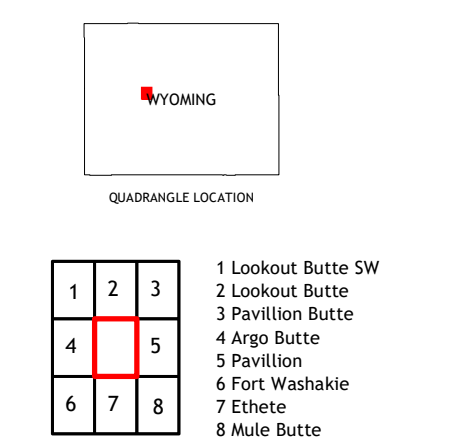 WYOMING
QUADRANGLE LOCATION
1 2 3
4 5
6 7 8
1 Lookout Butte SW
2 Lookout Butte
3 Pavillion Butte
4 Argo Butte
5 Pavillion
6 Fort Washakie
7 Ethete
8 Mule Butte